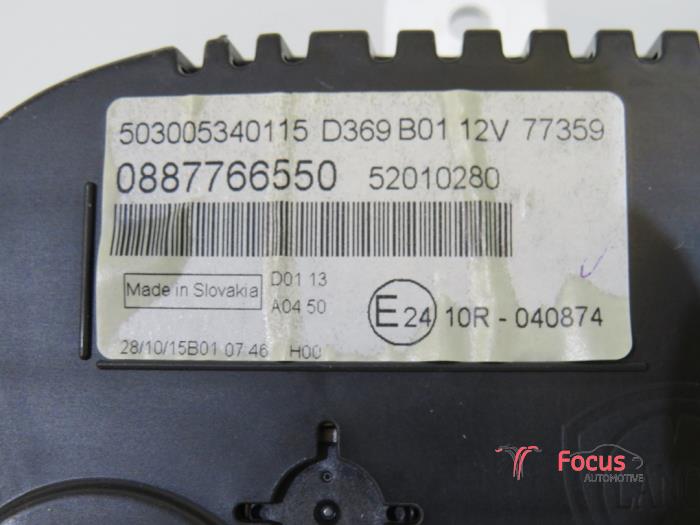 503005340115 D369 B01 12V 77359
0887766550 52010280
Made in Slovakia
D01 13
A04 50
E24 10R - 040874
28/10/15B01 07:46 H00
Focus
AUTOMOTIVE